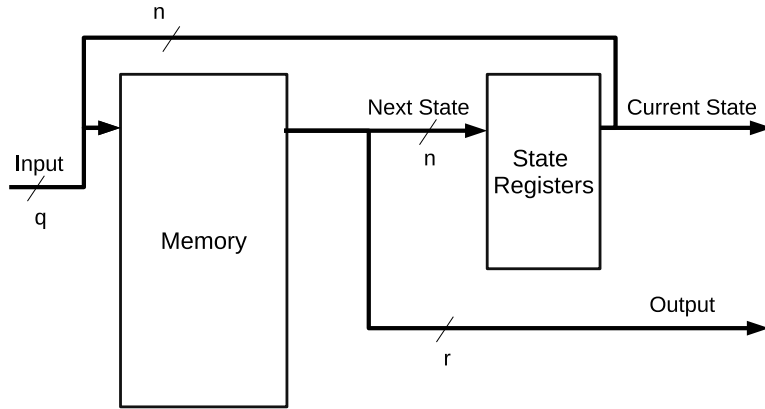 n
Next State
Current State
Input
n
State
Registers
q
Memory
Output
r